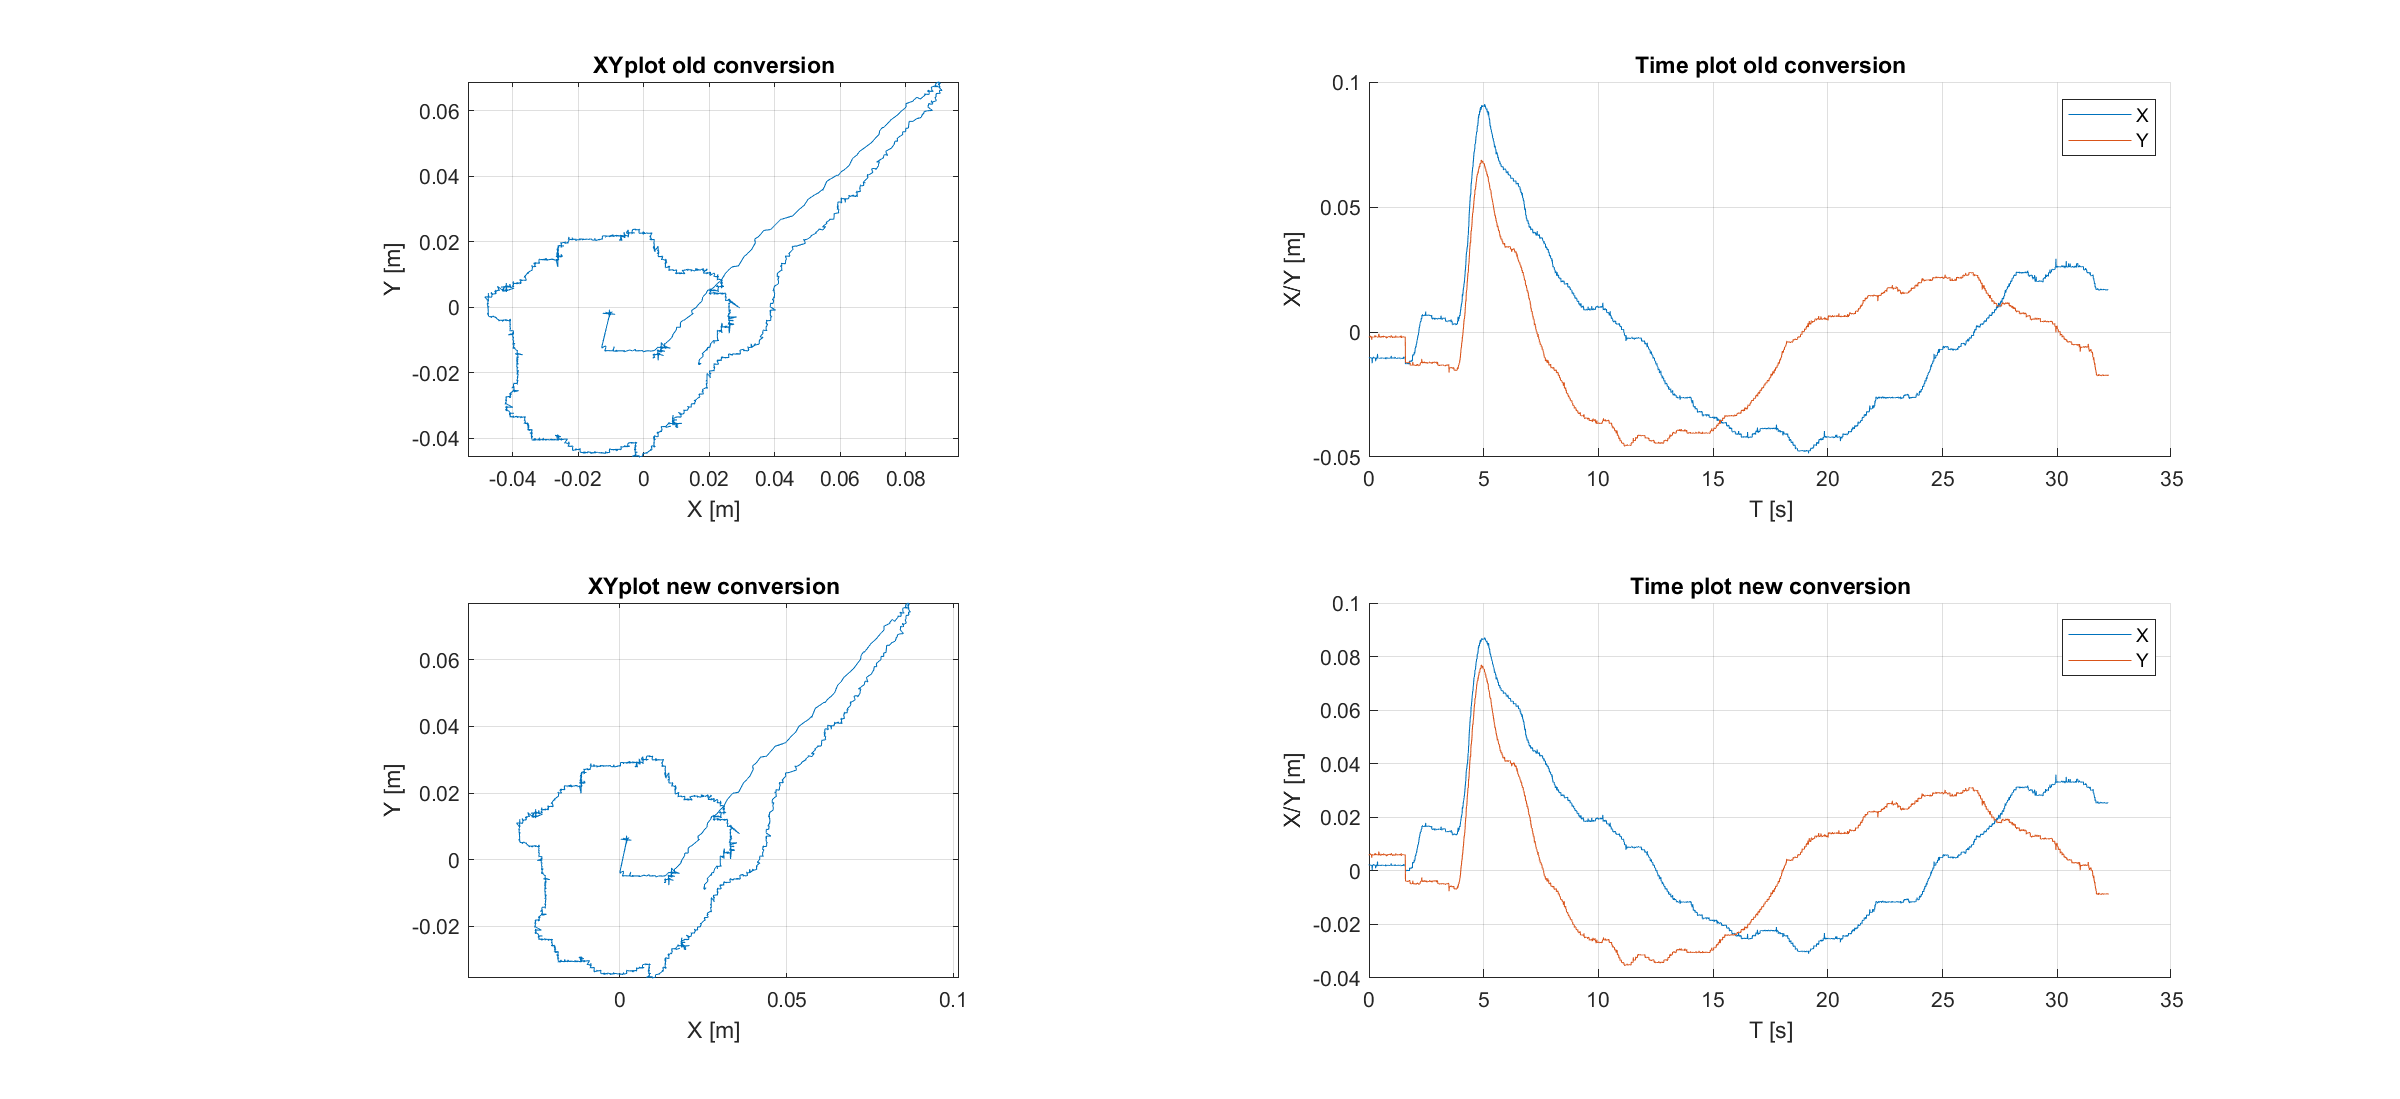 XYplot old conversion
0.06
0.04
0.02
0
-0.02
-0.04
Y [m]
-0.04 -0.02 0 0.02 0.04 0.06 0.08
X [m]
Time plot old conversion
0.1
0.05
0
-0.05
X/Y [m]
X
Y
0 5 10 15 20 25 30 35
T [s]
XYplot new conversion
0.06
0.04
0.02
0
-0.02
Y [m]
0 0.05 0.1
X [m]
Time plot new conversion
0.1
0.08
0.06
0.04
0.02
0
-0.02
-0.04
X/Y [m]
X
Y
0 5 10 15 20 25 30 35
T [s]